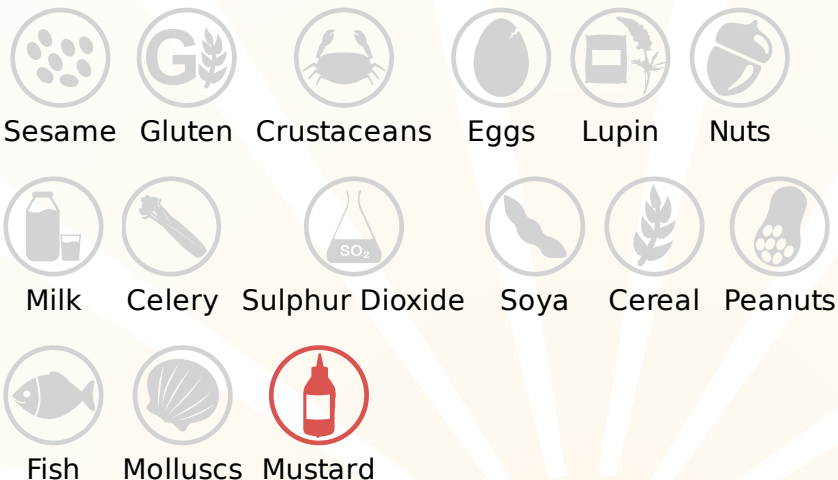 G
Sesame Gluten Crustaceans Eggs Lupin Nuts
SO₂
Milk Celery Sulphur Dioxide Soya Cereal Peanuts
Fish Molluscs Mustard